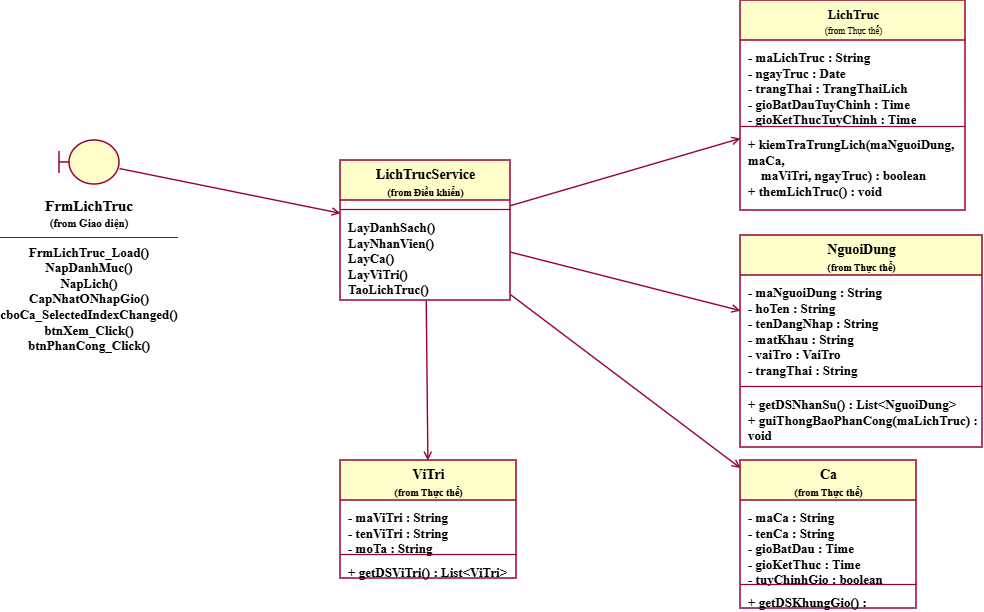 FrmLichTruc
(from Giao diện)
FrmLichTruc_Load()
NapDanhMuc()
NapLich()
CapNhatONhapGio()
cboCa_SelectedIndexChanged()
btnXem_Click()
btnPhanCong_Click()
LichTrucService
(from Điều khiển)
LayDanhSach()
LayNhanVien()
LayCa()
LayViTri()
TaoLichTruc()
LichTruc
(from Thực thể)
- maLichTruc : String
- ngayTruc : Date
- trangThai : TrangThaiLich
- gioBatDauTuyChinh : Time
- gioKetThucTuyChinh : Time
+ kiemTraTrungLich(maNguoiDung,
maCa,
maViTri, ngayTruc) : boolean
+ themLichTruc() : void
NguoiDung
(from Thực thể)
- maNguoiDung : String
- hoTen : String
- tenDangNhap : String
- matKhau : String
- vaiTro : VaiTro
- trangThai : String
+ getDSNhanSu() : List<NguoiDung>
+ guiThongBaoPhanCong(maLichTruc) :
void
ViTri
(from Thực thể)
- maViTri : String
- tenViTri : String
- moTa : String
+ getDSViTri() : List<ViTri>
Ca
(from Thực thể)
- maCa : String
- tenCa : String
- gioBatDau : Time
- gioKetThuc : Time
- tuyChinhGio : boolean
+ getDSKhungGio() :